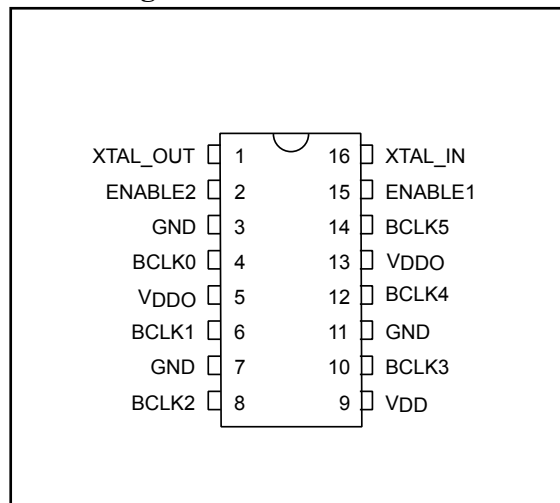 XTAL_OUT 1 16 XTAL_IN
ENABLE2 2 15 ENABLE1
GND 3 14 BCLK5
BCLK0 4 13 VDDO
VDDO 5 12 BCLK4
BCLK1 6 11 GND
GND 7 10 BCLK3
BCLK2 8 9 VDD